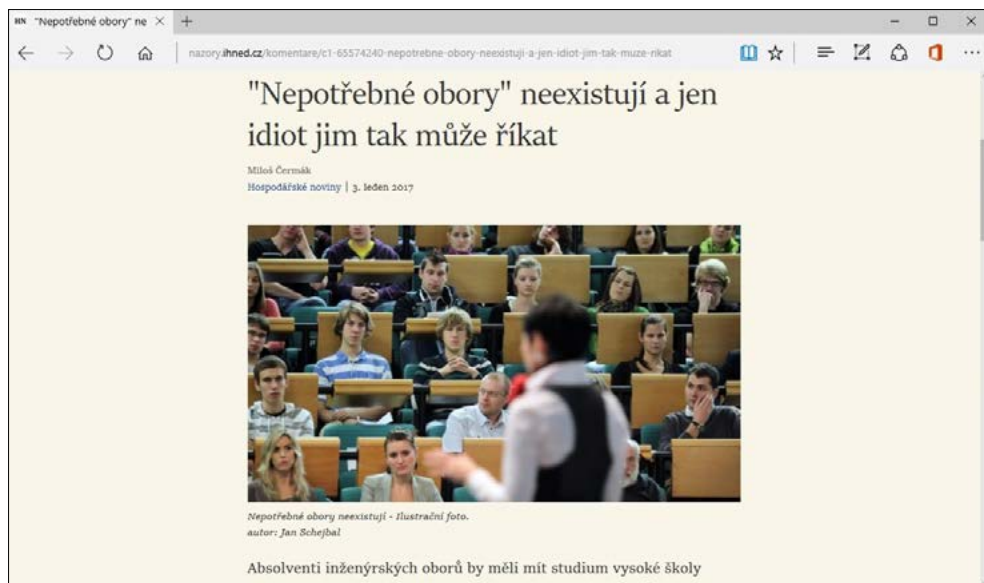 HN "Nepotřebné obory" ne
nazory.ihned.cz/komentare/c1-65574240-nepotrebne-obory-neexistuji-a-jen-idiot-jim-tak-muze-rikat
"Nepotřebné obory" neexistují a jen
idiot jim tak může říkat
Miloš Čermák
Hospodářské noviny | 3. leden 2017
Nepotřebné obory neexistují - Ilustrační foto.
autor: Jan Schejbal
Absolventi inženýrských oborů by měli mít studium vysoké školy